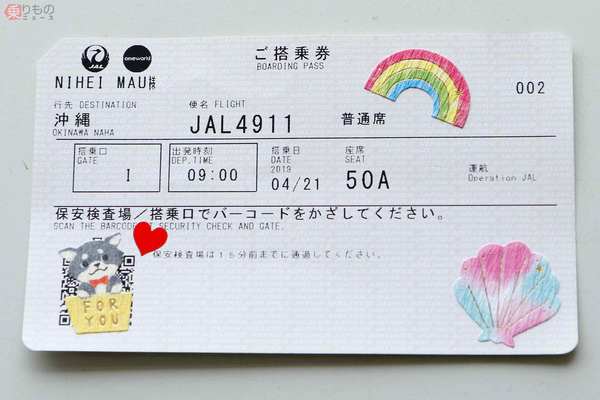 乗りもの
ニュース
JAL
oneworld
ご搭乗券
BOARDING PASS
NIHEI MAU様
002
行先 DESTINATION
便名 FLIGHT
沖縄
OKINAWA NAHA
JAL4911
普通席
搭乗口
GATE
I
出発時刻
DEP.TIME
09:00
搭乗日
DATE
2019
04/21
座席
SEAT
50A
運航
Operation JAL
保安検査場/搭乗口でバーコードをかざしてください。
SCAN THE BARCODE AT SECURITY CHECK AND GATE.
保安検査場は15分前までに通過してください。
FOR
YOU